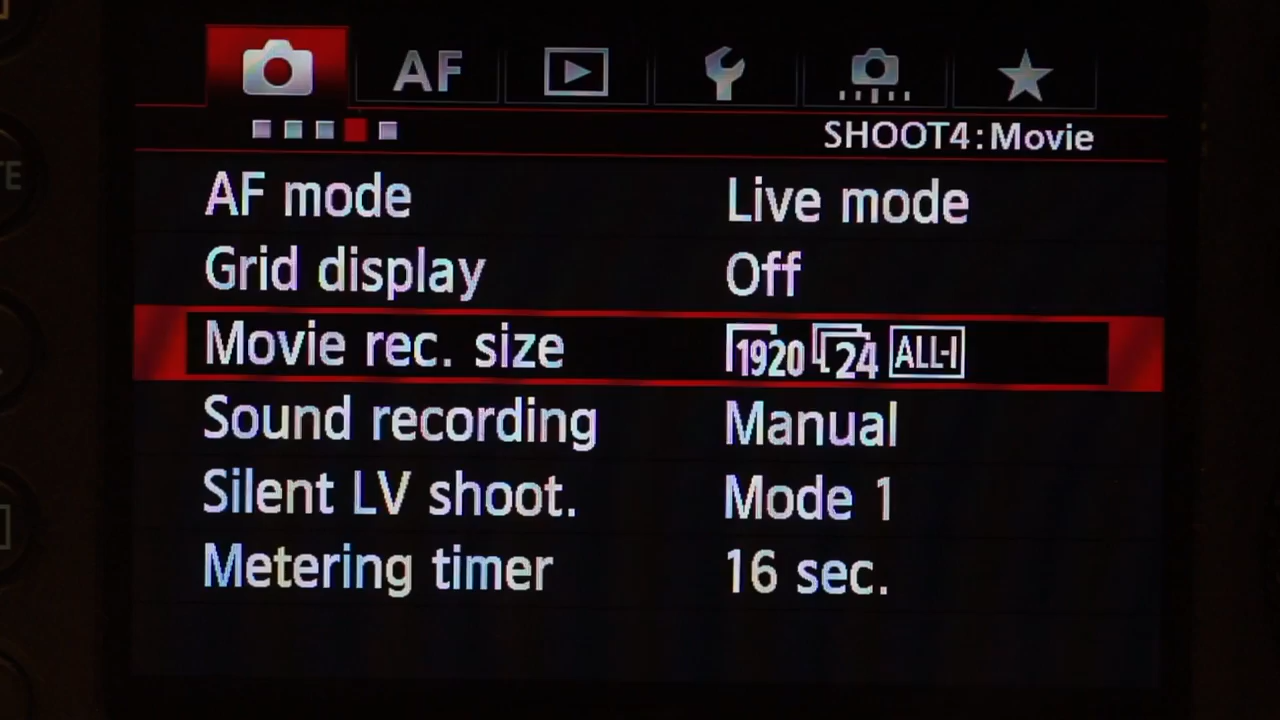 AF
SHOOT4:Movie
AF mode Live mode
Grid display Off
Movie rec. size 1920 24 ALL-I
Sound recording Manual
Silent LV shoot. Mode 1
Metering timer 16 sec.
TE